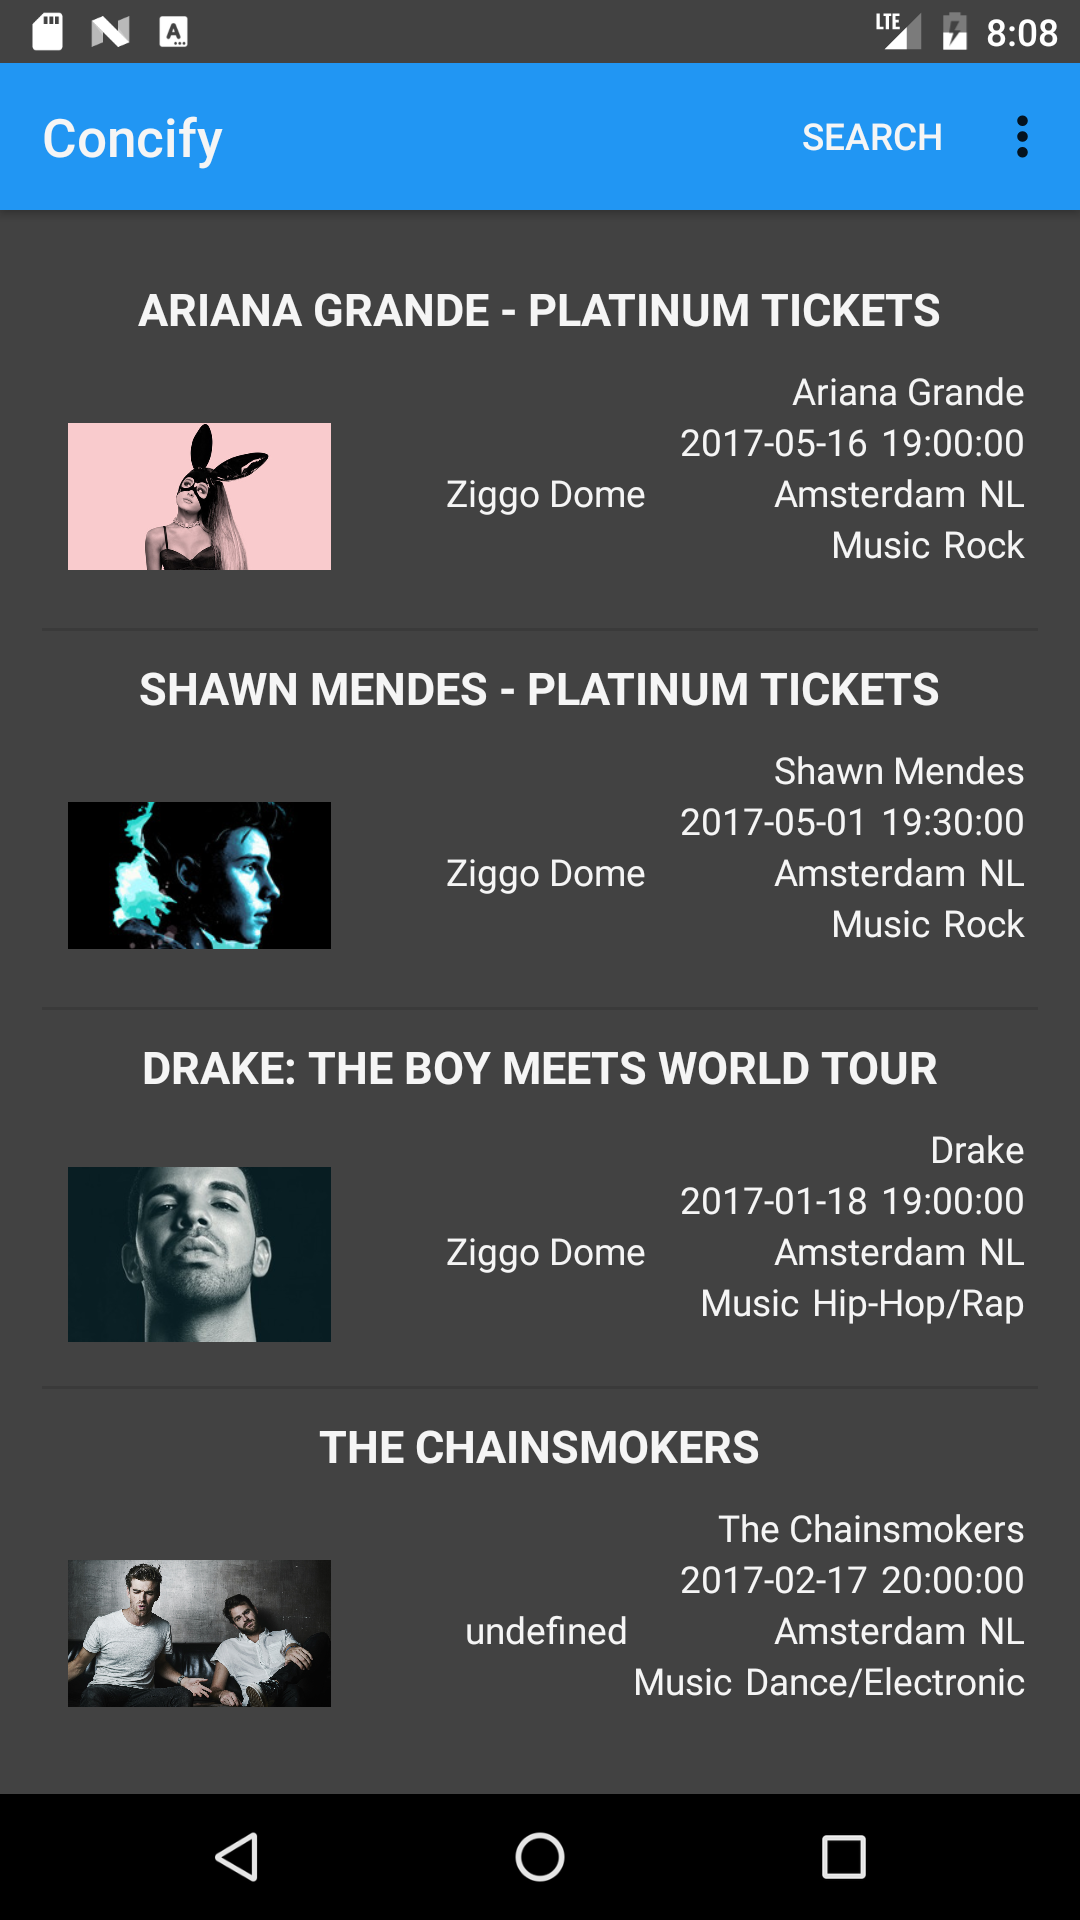 LTE 8:08
Concify SEARCH
ARIANA GRANDE - PLATINUM TICKETS
Ariana Grande
2017-05-16 19:00:00
Ziggo Dome Amsterdam NL
Music Rock
SHAWN MENDES - PLATINUM TICKETS
Shawn Mendes
2017-05-01 19:30:00
Ziggo Dome Amsterdam NL
Music Rock
DRAKE: THE BOY MEETS WORLD TOUR
Drake
2017-01-18 19:00:00
Ziggo Dome Amsterdam NL
Music Hip-Hop/Rap
THE CHAINSMOKERS
The Chainsmokers
2017-02-17 20:00:00
undefined Amsterdam NL
Music Dance/Electronic